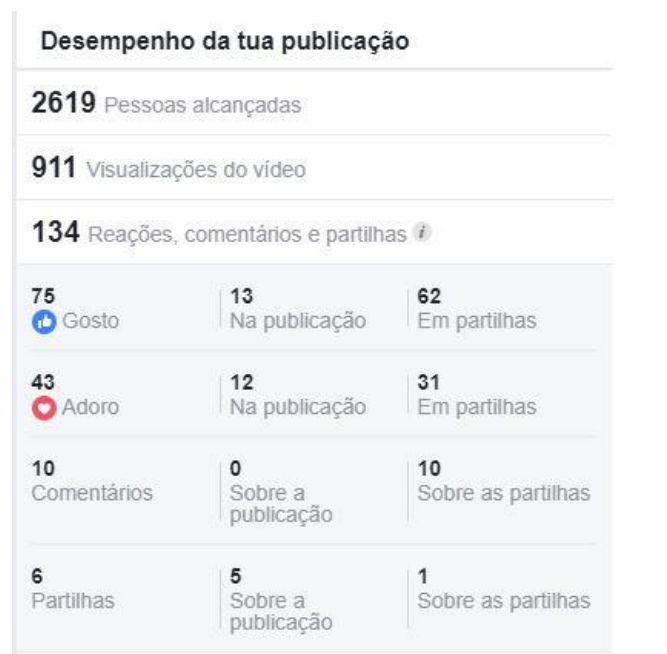 Desempenho da tua publicação
2619 Pessoas alcançadas
911 Visualizações do vídeo
134 Reações, comentários e partilhas i
75 13 62
Gosto Na publicação Em partilhas
43 12 31
Adoro Na publicação Em partilhas
10 0 10
Comentários Sobre a Sobre as partilhas
publicação
6 5 1
Partilhas Sobre a Sobre as partilhas
publicação